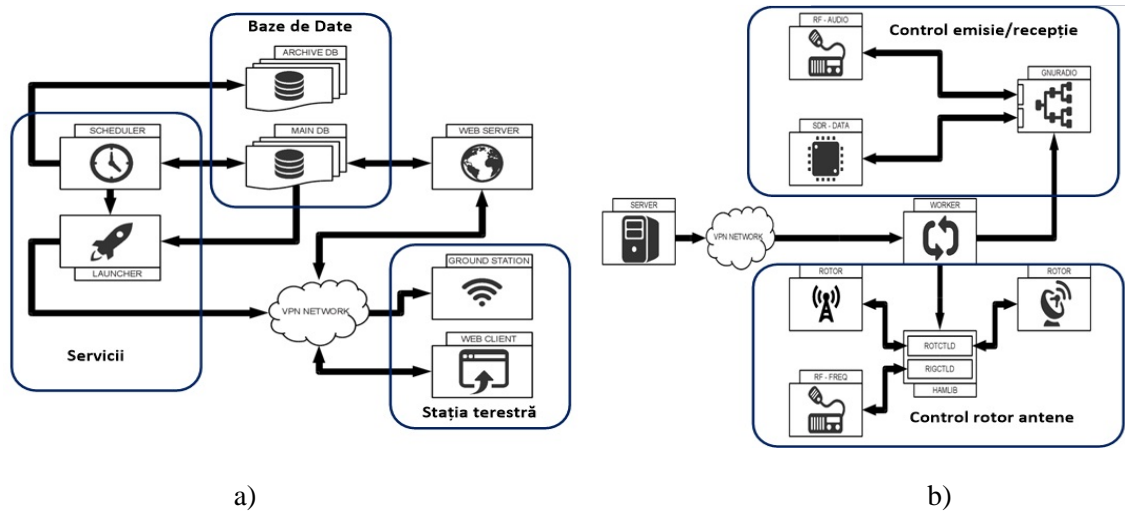 Baze de Date
ARCHIVE DB
SCHEDULER
MAIN DB
WEB SERVER
LAUNCHER
GROUND STATION
VPN NETWORK
WEB CLIENT
Servicii
Stația terestră
a)
RF - AUDIO
Control emisie/recepție
GNURADIO
SDR - DATA
SERVER
VPN NETWORK
WORKER
ROTOR
ROTOR
ROTCTLD
RIGCTLD
RF - FREQ
HAMLIB
Control rotor antene
b)